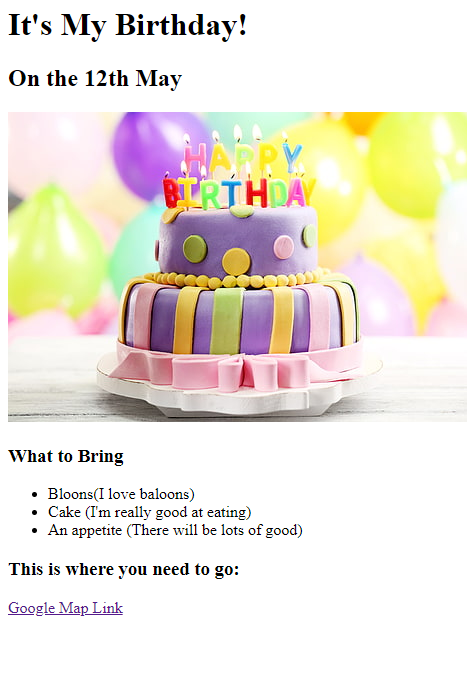 It's My Birthday!
On the 12th May
HAPPY
BIRTHDAY
What to Bring
Bloons(I love baloons)
Cake (I'm really good at eating)
An appetite (There will be lots of good)
This is where you need to go:
Google Map Link